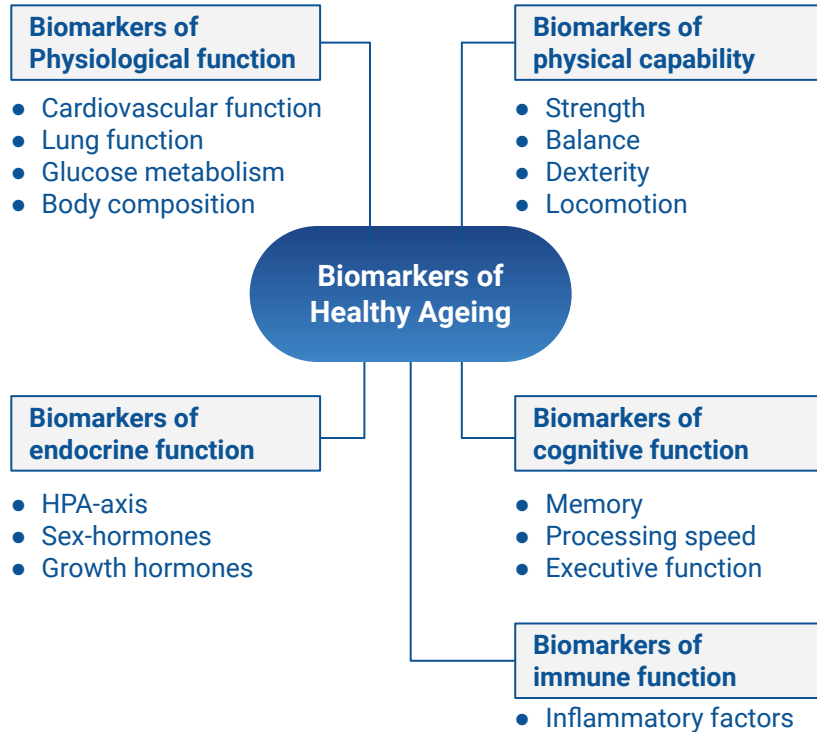 Biomarkers of
Physiological function
● Cardiovascular function
● Lung function
● Glucose metabolism
● Body composition
Biomarkers of
physical capability
● Strength
● Balance
● Dexterity
● Locomotion
Biomarkers of
Healthy Ageing
Biomarkers of
endocrine function
● HPA-axis
● Sex-hormones
● Growth hormones
Biomarkers of
cognitive function
● Memory
● Processing speed
● Executive function
Biomarkers of
immune function
● Inflammatory factors